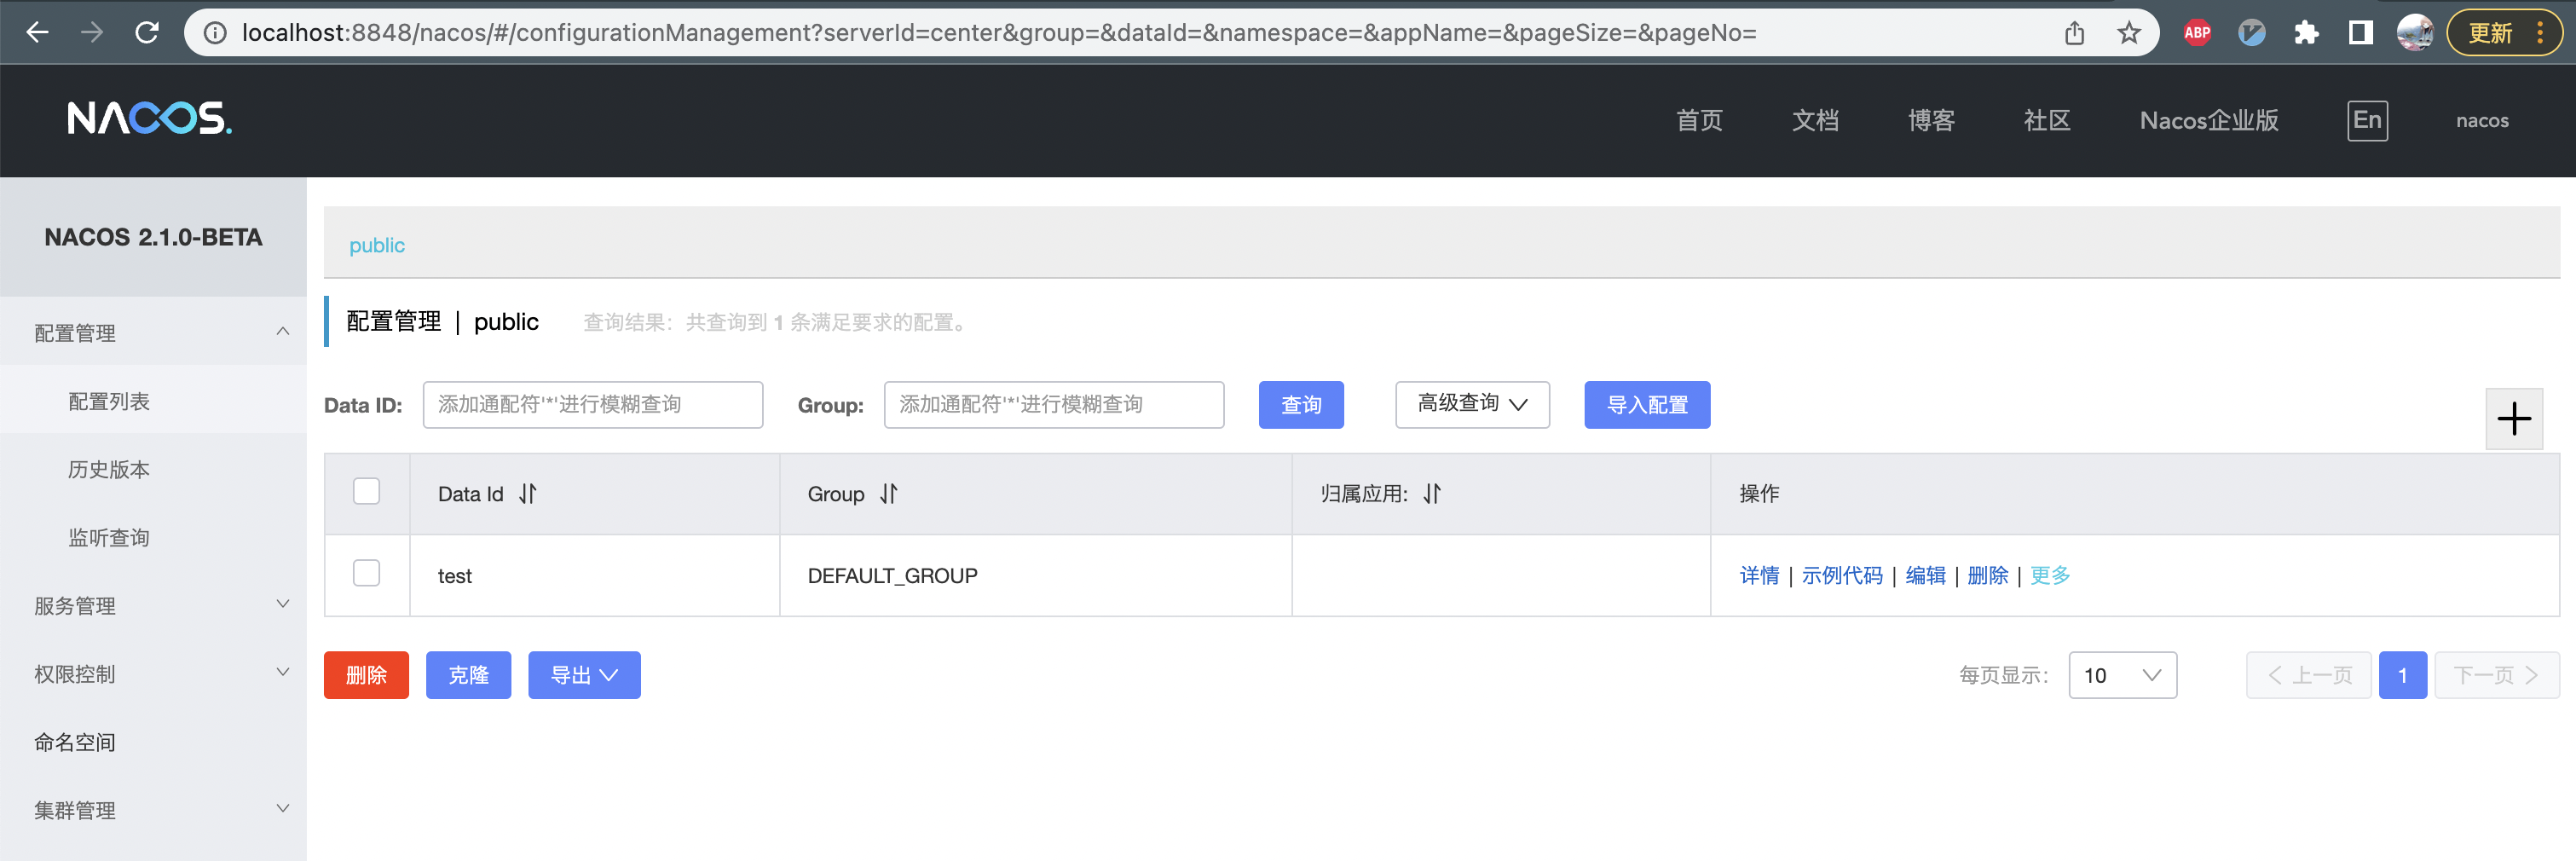 localhost:8848/nacos/#/configurationManagement?serverId=center&group=&dataId=&namespace=&appName=&pageSize=&pageNo=
ABP
更新
NACOS.
首页 文档 博客 社区 Nacos企业版 En nacos
NACOS 2.1.0-BETA
配置管理
配置列表
历史版本
监听查询
服务管理
权限控制
命名空间
集群管理
public
配置管理 | public 查询结果：共查询到 1 条满足要求的配置。
Data ID: 添加通配符'*'进行模糊查询 Group: 添加通配符'*'进行模糊查询 查询 高级查询 导入配置
Data Id Group 归属应用: 操作
test DEFAULT_GROUP 详情 | 示例代码 | 编辑 | 删除 | 更多
删除 克隆 导出 每页显示: 10 上一页 1 下一页